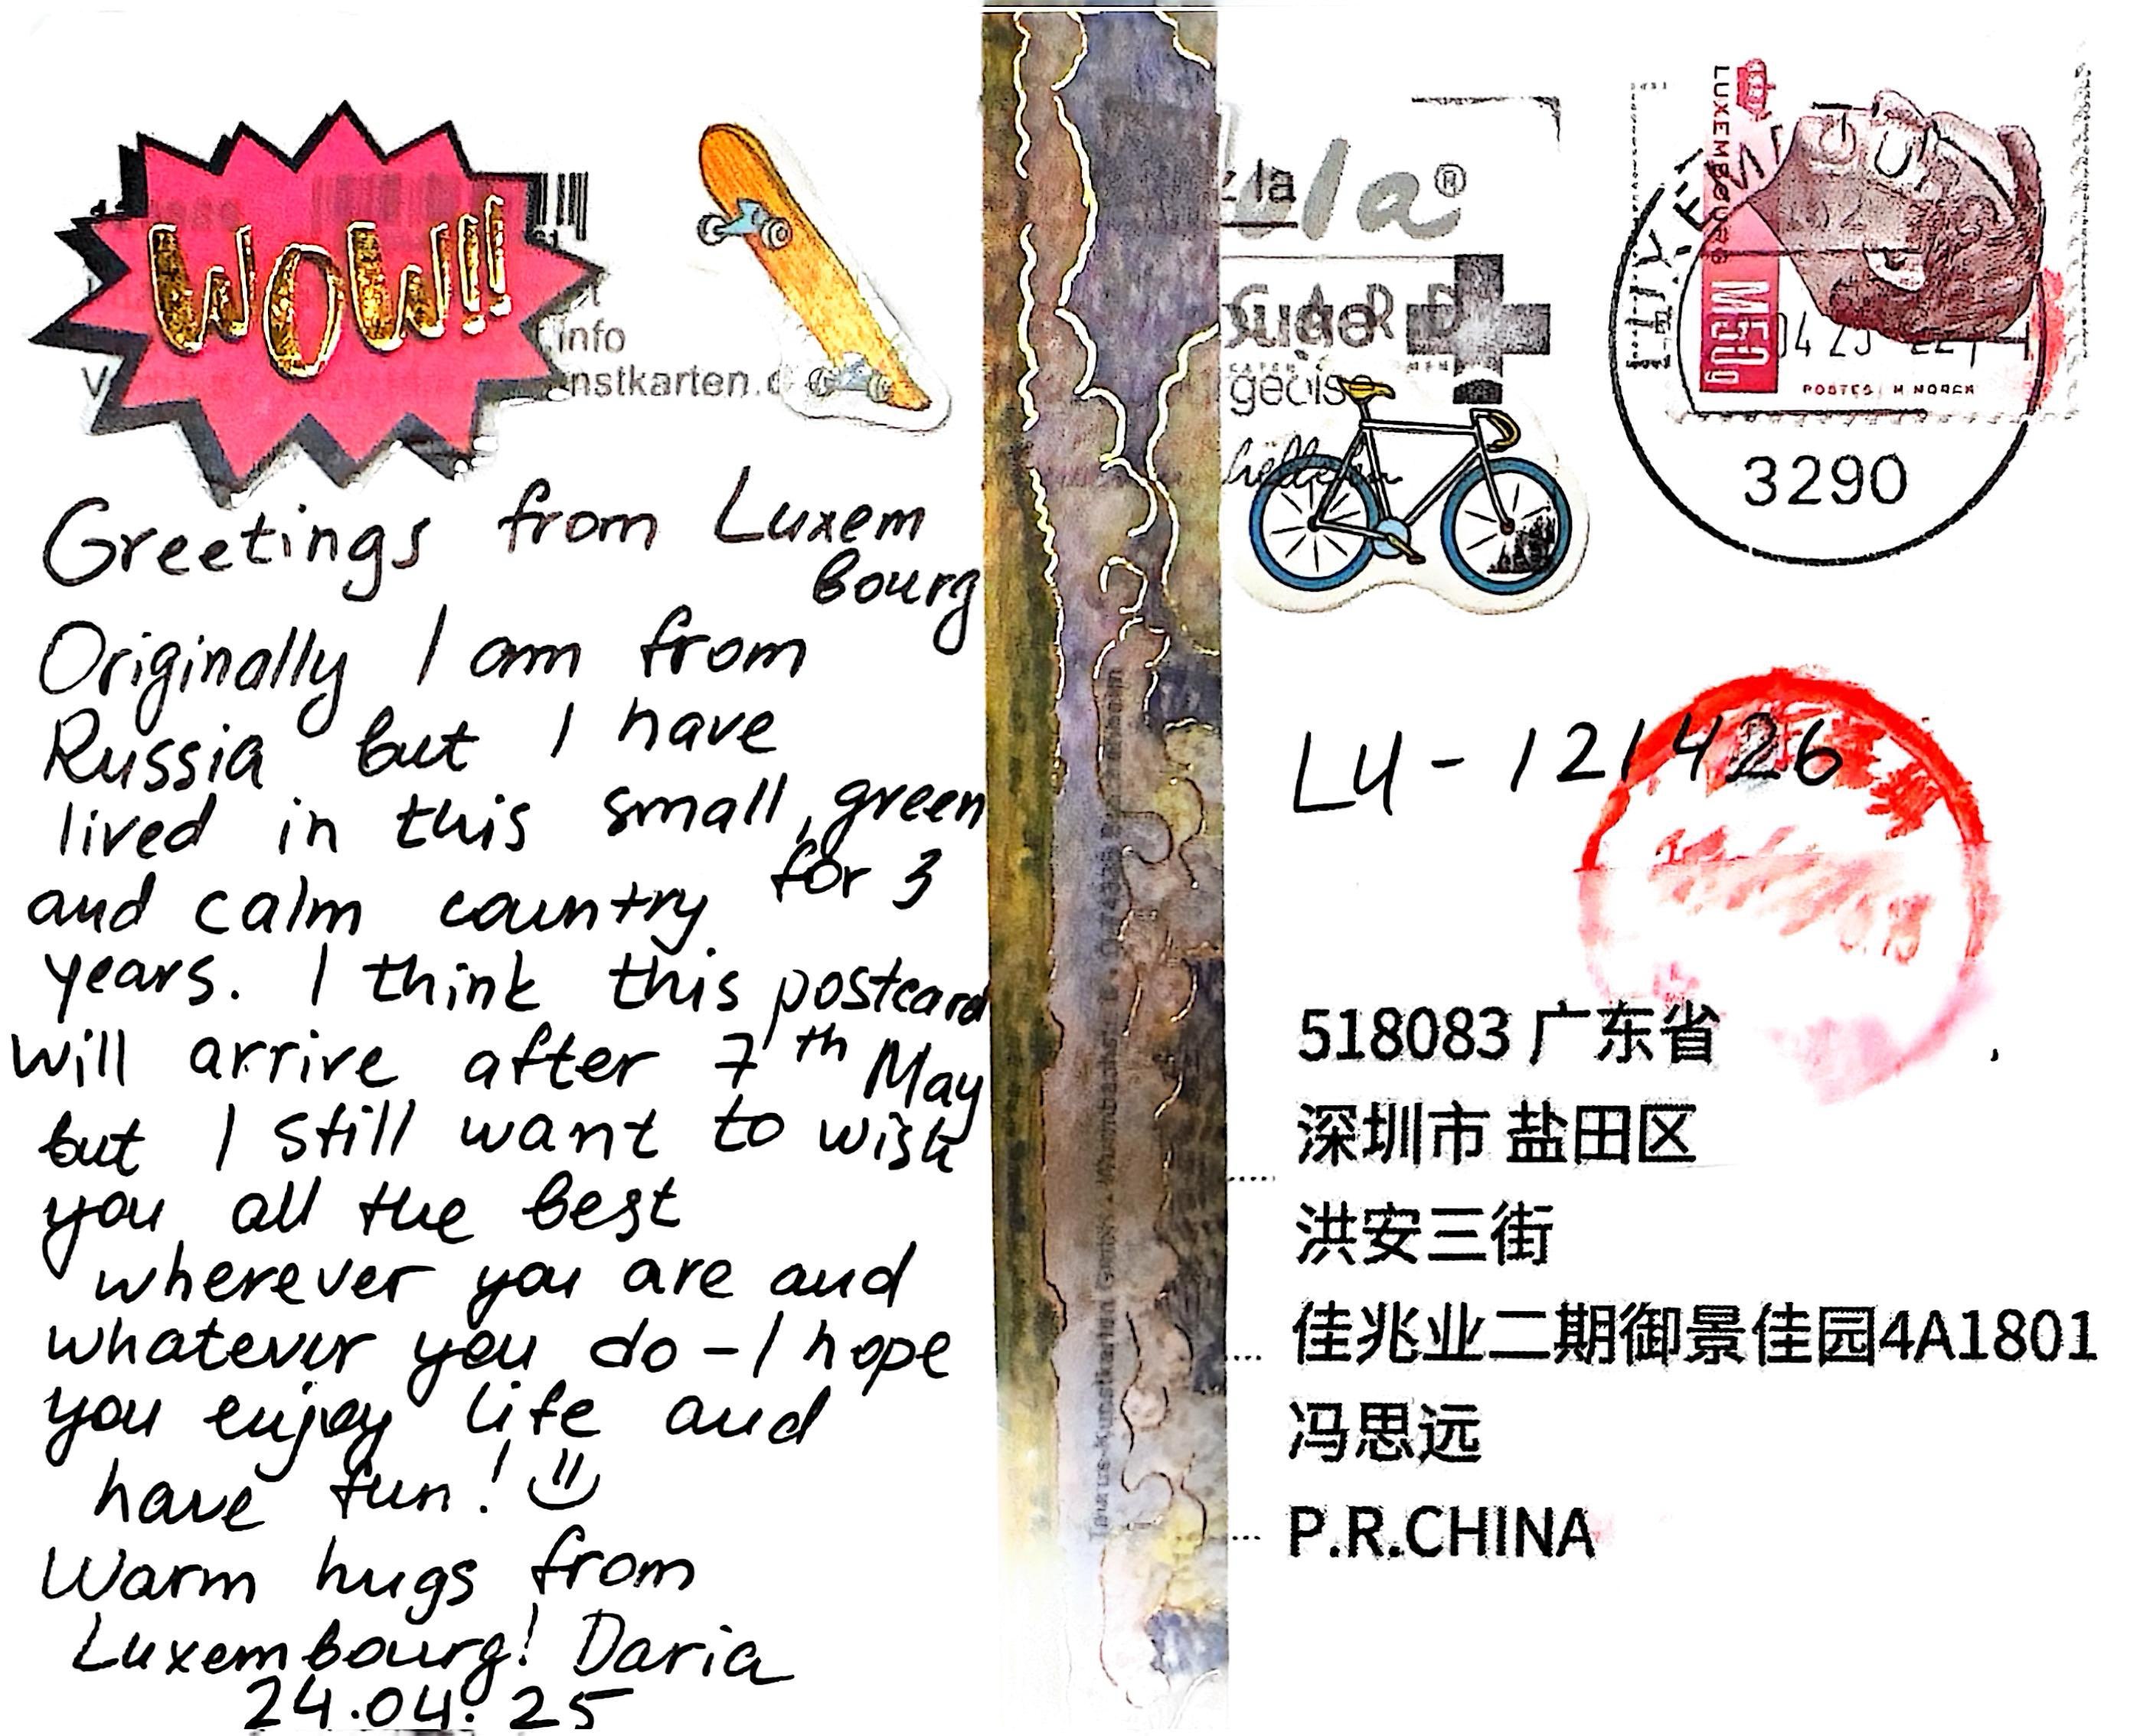 WOW!!
info
nstkarten.d
Greetings from Luxem
bourg
Originally I am from
Russia but I have
lived in this small, green
and calm country for 3
years. I think this postcard
will arrive after 7th May
but I still want to wish
you all the best
wherever you are and
whatever you do - I hope
you enjoy life and
have fun!
Warm hugs from
Luxembourg! Daria
24.04.25
la®
geois
LUXEMBOURG
M50g
POSTES
3290
LU-121426
518083 广东省
深圳市 盐田区
洪安三街
佳兆业二期御景佳园4A1801
冯思远
P.R.CHINA